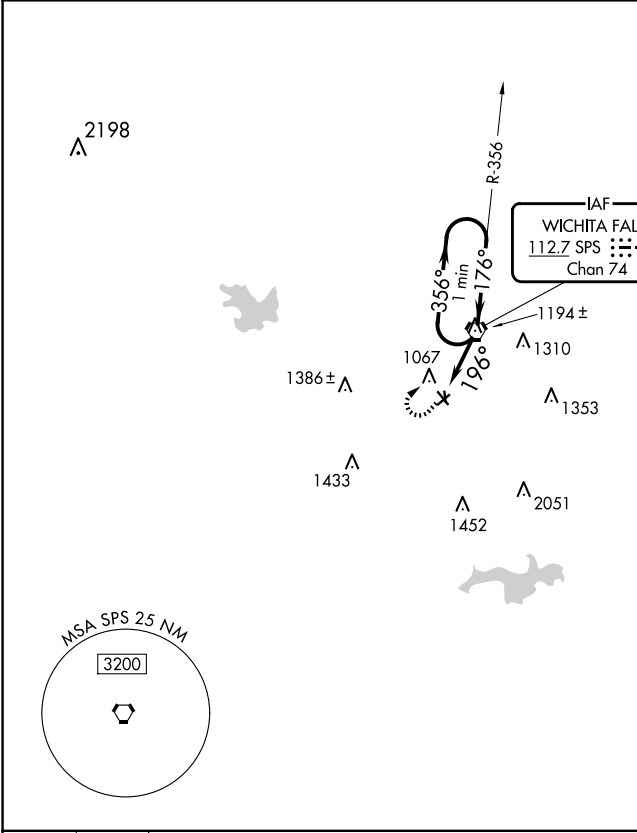 2198
R-356
IAF
WICHITA FAL
112.7 SPS
Chan 74
356°
1 min
176°
1194 ±
1310
1067
196°
1386 ±
1353
1433
2051
1452
MSA SPS 25 NM
3200